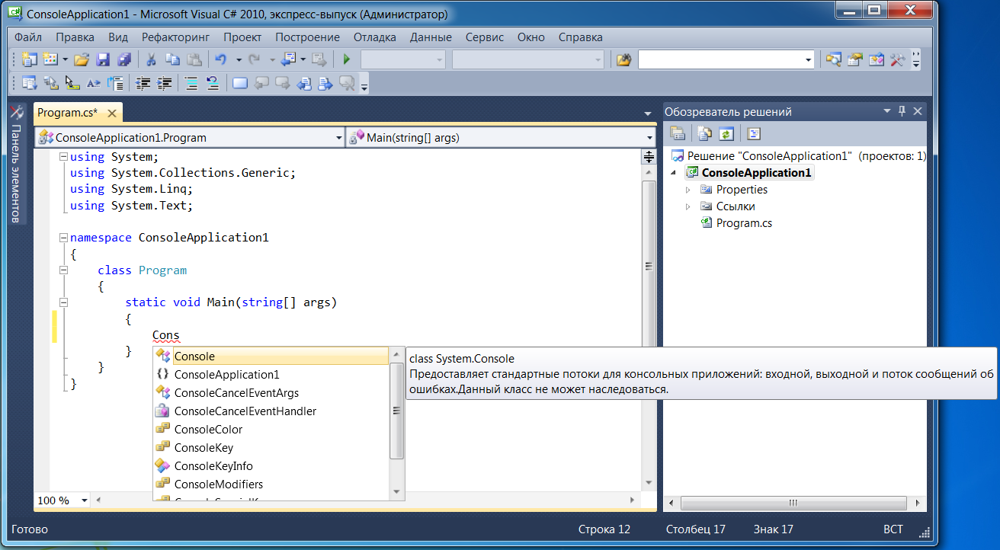 ConsoleApplication1 - Microsoft Visual C# 2010, экспресс-выпуск (Администратор)
Файл Правка Вид Рефакторинг Проект Построение Отладка Данные Сервис Окно Справка
Панель элементов
Program.cs*
ConsoleApplication1.Program
Main(string[] args)
using System;
using System.Collections.Generic;
using System.Linq;
using System.Text;
namespace ConsoleApplication1
{
class Program
{
static void Main(string[] args)
{
Cons
}
}
}
Console
ConsoleApplication1
ConsoleCancelEventArgs
ConsoleCancelEventHandler
ConsoleColor
ConsoleKey
ConsoleKeyInfo
ConsoleModifiers
class System.Console
Предоставляет стандартные потоки для консольных приложений: входной, выходной и поток сообщений об
ошибках.Данный класс не может наследоваться.
Обозреватель решений
Решение "ConsoleApplication1" (проектов: 1)
ConsoleApplication1
Properties
Ссылки
Program.cs
100 %
Готово
Строка 12
Столбец 17
Знак 17
ВСТ